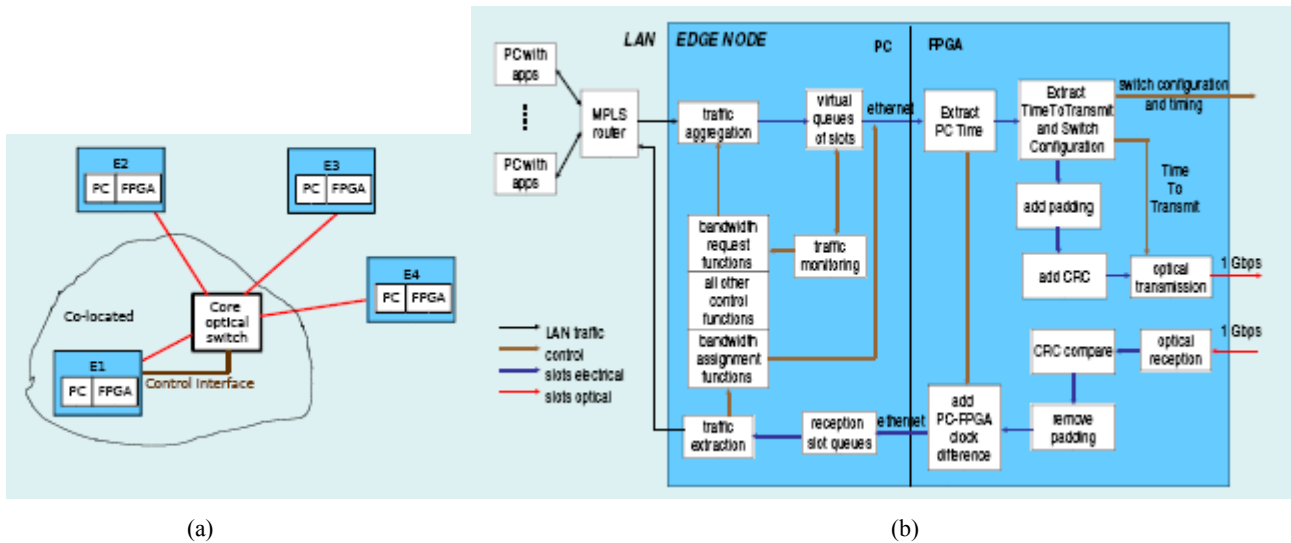 E2
PC FPGA
E3
PC FPGA
E4
PC FPGA
Core
optical
switch
Co-located
E1
PC FPGA
Control Interface
(a)
LAN
EDGE NODE
PC
FPGA
PC with
apps
PC with
apps
MPLS
router
traffic
aggregation
virtual
queues
of slots
ethernet
Extract
PC Time
Extract
TimeToTransmit
and Switch
Configuration
switch configuration
and timing
Time
To
Transmit
add padding
add CRC
optical
transmission
1 Gbps
bandwidth
request
functions
traffic
monitoring
all other
control
functions
bandwidth
assignment
functions
LAN traffic
control
slots electrical
slots optical
1 Gbps
optical
reception
CRC compare
remove
padding
add
PC-FPGA
clock
difference
ethernet
reception
slot queues
traffic
extraction
(b)